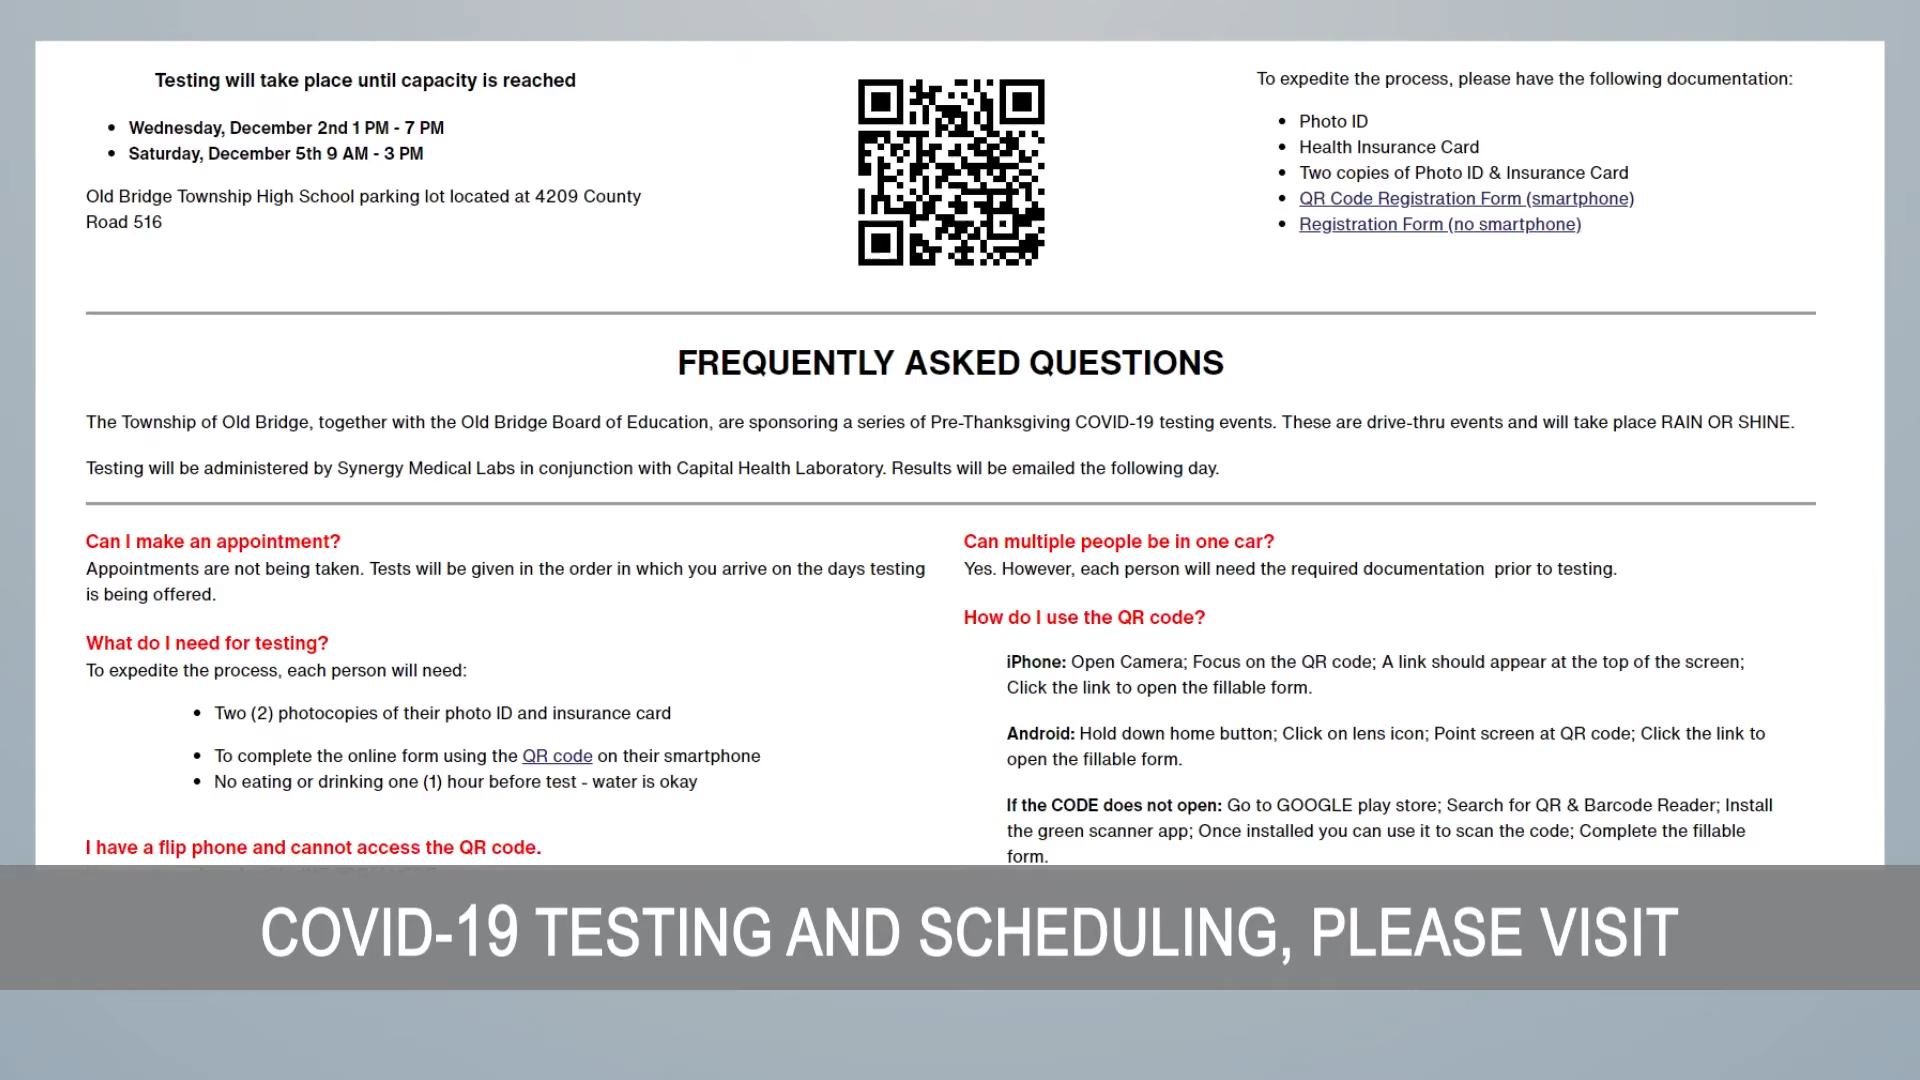 Testing will take place until capacity is reached
• Wednesday, December 2nd 1 PM - 7 PM
• Saturday, December 5th 9 AM - 3 PM
Old Bridge Township High School parking lot located at 4209 County
Road 516
To expedite the process, please have the following documentation:
• Photo ID
• Health Insurance Card
• Two copies of Photo ID & Insurance Card
• QR Code Registration Form (smartphone)
• Registration Form (no smartphone)
FREQUENTLY ASKED QUESTIONS
The Township of Old Bridge, together with the Old Bridge Board of Education, are sponsoring a series of Pre-Thanksgiving COVID-19 testing events. These are drive-thru events and will take place RAIN OR SHINE.
Testing will be administered by Synergy Medical Labs in conjunction with Capital Health Laboratory. Results will be emailed the following day.
Can I make an appointment?
Appointments are not being taken. Tests will be given in the order in which you arrive on the days testing
is being offered.
What do I need for testing?
To expedite the process, each person will need:
• Two (2) photocopies of their photo ID and insurance card
• To complete the online form using the QR code on their smartphone
• No eating or drinking one (1) hour before test - water is okay
I have a flip phone and cannot access the QR code.
Can multiple people be in one car?
Yes. However, each person will need the required documentation  prior to testing.
How do I use the QR code?
iPhone: Open Camera; Focus on the QR code; A link should appear at the top of the screen;
Click the link to open the fillable form.
Android: Hold down home button; Click on lens icon; Point screen at QR code; Click the link to
open the fillable form.
If the CODE does not open: Go to GOOGLE play store; Search for QR & Barcode Reader; Install
the green scanner app; Once installed you can use it to scan the code; Complete the fillable
form.
COVID-19 TESTING AND SCHEDULING, PLEASE VISIT